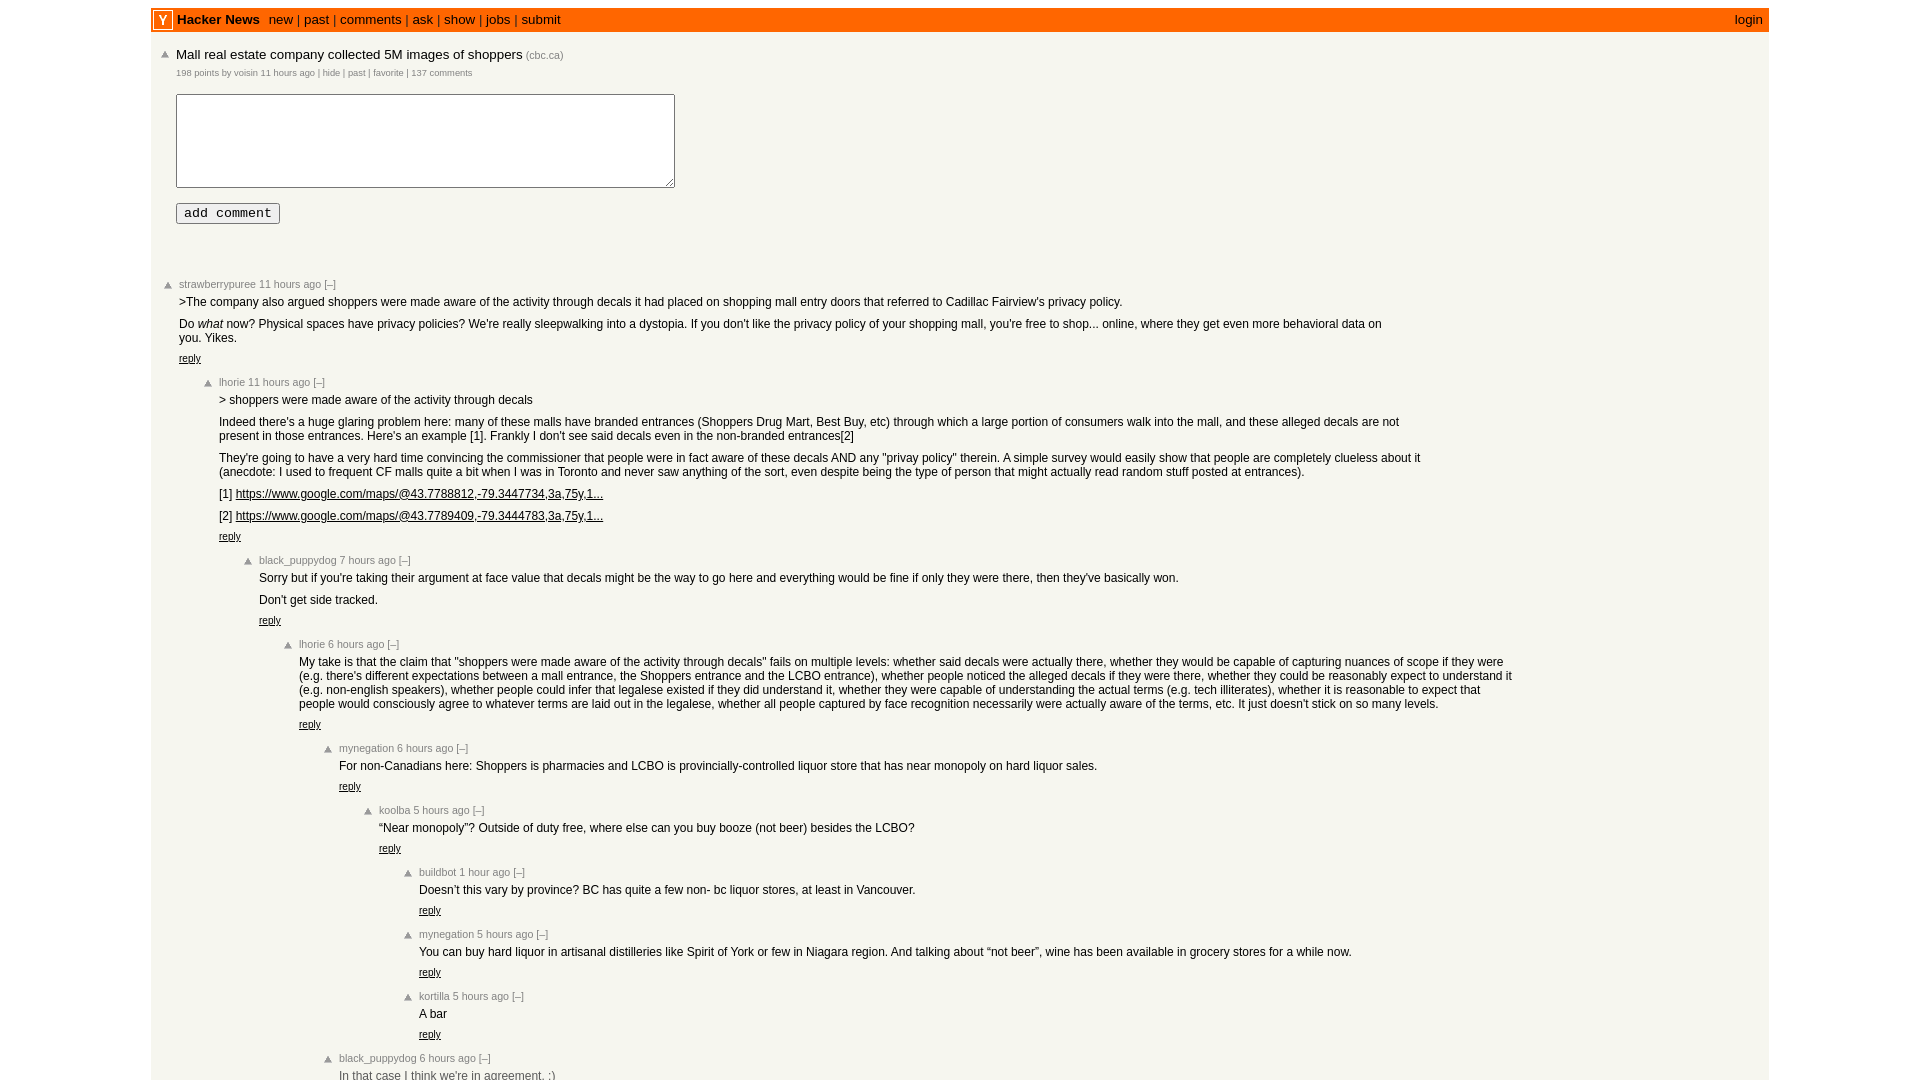 Y Hacker News new | past | comments | ask | show | jobs | submit login
Mall real estate company collected 5M images of shoppers (cbc.ca)
198 points by voisin 11 hours ago | hide | past | favorite | 137 comments
add comment
strawberrypuree 11 hours ago [–]
>The company also argued shoppers were made aware of the activity through decals it had placed on shopping mall entry doors that referred to Cadillac Fairview's privacy policy.
Do what now? Physical spaces have privacy policies? We're really sleepwalking into a dystopia. If you don't like the privacy policy of your shopping mall, you're free to shop... online, where they get even more behavioral data on
you. Yikes.
reply
lhorie 11 hours ago [–]
> shoppers were made aware of the activity through decals
Indeed there's a huge glaring problem here: many of these malls have branded entrances (Shoppers Drug Mart, Best Buy, etc) through which a large portion of consumers walk into the mall, and these alleged decals are not
present in those entrances. Here's an example [1]. Frankly I don't see said decals even in the non-branded entrances[2]
They're going to have a very hard time convincing the commissioner that people were in fact aware of these decals AND any "privay policy" therein. A simple survey would easily show that people are completely clueless about it
(anecdote: I used to frequent CF malls quite a bit when I was in Toronto and never saw anything of the sort, even despite being the type of person that might actually read random stuff posted at entrances).
[1] https://www.google.com/maps/@43.7788812,-79.3447734,3a,75y,1...
[2] https://www.google.com/maps/@43.7789409,-79.3444783,3a,75y,1...
reply
black_puppydog 7 hours ago [–]
Sorry but if you're taking their argument at face value that decals might be the way to go here and everything would be fine if only they were there, then they've basically won.
Don't get side tracked.
reply
lhorie 6 hours ago [–]
My take is that the claim that "shoppers were made aware of the activity through decals" fails on multiple levels: whether said decals were actually there, whether they would be capable of capturing nuances of scope if they were
(e.g. there's different expectations between a mall entrance, the Shoppers entrance and the LCBO entrance), whether people noticed the alleged decals if they were there, whether they could be reasonably expect to understand it
(e.g. non-english speakers), whether people could infer that legalese existed if they did understand it, whether they were capable of understanding the actual terms (e.g. tech illiterates), whether it is reasonable to expect that
people would consciously agree to whatever terms are laid out in the legalese, whether all people captured by face recognition necessarily were actually aware of the terms, etc. It just doesn't stick on so many levels.
reply
mynegation 6 hours ago [–]
For non-Canadians here: Shoppers is pharmacies and LCBO is provincially-controlled liquor store that has near monopoly on hard liquor sales.
reply
koolba 5 hours ago [–]
“Near monopoly”? Outside of duty free, where else can you buy booze (not beer) besides the LCBO?
reply
buildbot 1 hour ago [–]
Doesn’t this vary by province? BC has quite a few non- bc liquor stores, at least in Vancouver.
reply
mynegation 5 hours ago [–]
You can buy hard liquor in artisanal distilleries like Spirit of York or few in Niagara region. And talking about “not beer”, wine has been available in grocery stores for a while now.
reply
kortilla 5 hours ago [–]
A bar
reply
black_puppydog 6 hours ago [–]
In that case I think we're in agreement. :)